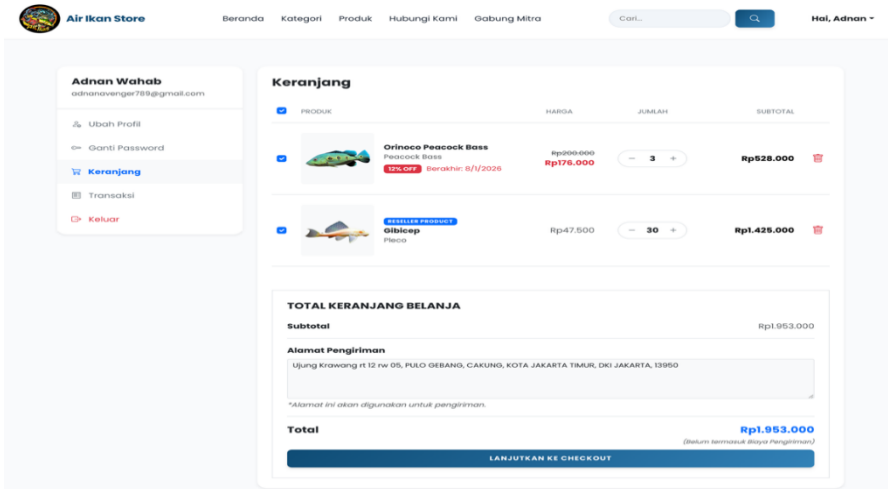 Air Ikan Store
Beranda Kategori Produk Hubungi Kami Gabung Mitra
Cari...
Hai, Adnan
Adnan Wahab
adnanavenger789@gmail.com
Ubah Profil
Ganti Password
Keranjang
Transaksi
Keluar
Keranjang
PRODUK HARGA JUMLAH SUBTOTAL
Orinoco Peacock Bass
Peacock Bass
12% OFF Berakhir: 8/1/2026
Rp200.000
Rp176.000
- 3 +
Rp528.000
RESELLER PRODUCT
Gibicep
Pleco
Rp47.500
- 30 +
Rp1.425.000
TOTAL KERANJANG BELANJA
Subtotal Rp1.953.000
Alamat Pengiriman
Ujung Krawang rt 12 rw 05, PULO GEBANG, CAKUNG, KOTA JAKARTA TIMUR, DKI JAKARTA, 13950
*Alamat ini akan digunakan untuk pengiriman.
Total Rp1.953.000
(Belum termasuk Biaya Pengiriman)
LANJUTKAN KE CHECKOUT